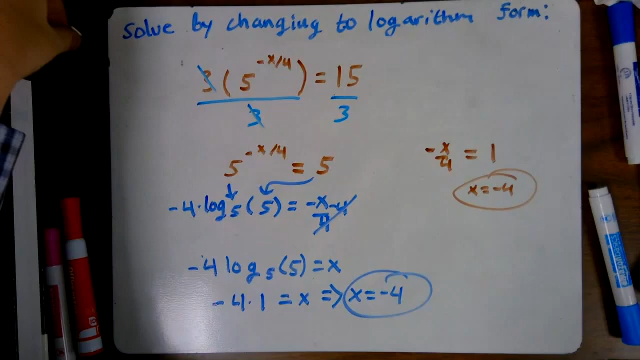 Solve by changing to logarithm form:
3(5^{-x/4}) = 15
3 3
5^{-x/4} = 5
-x/4 = 1
x=-4
-4·log₅(5) = -x/4 · -4
-4 log₅(5) = x
-4·1 = x ⇒ x=-4